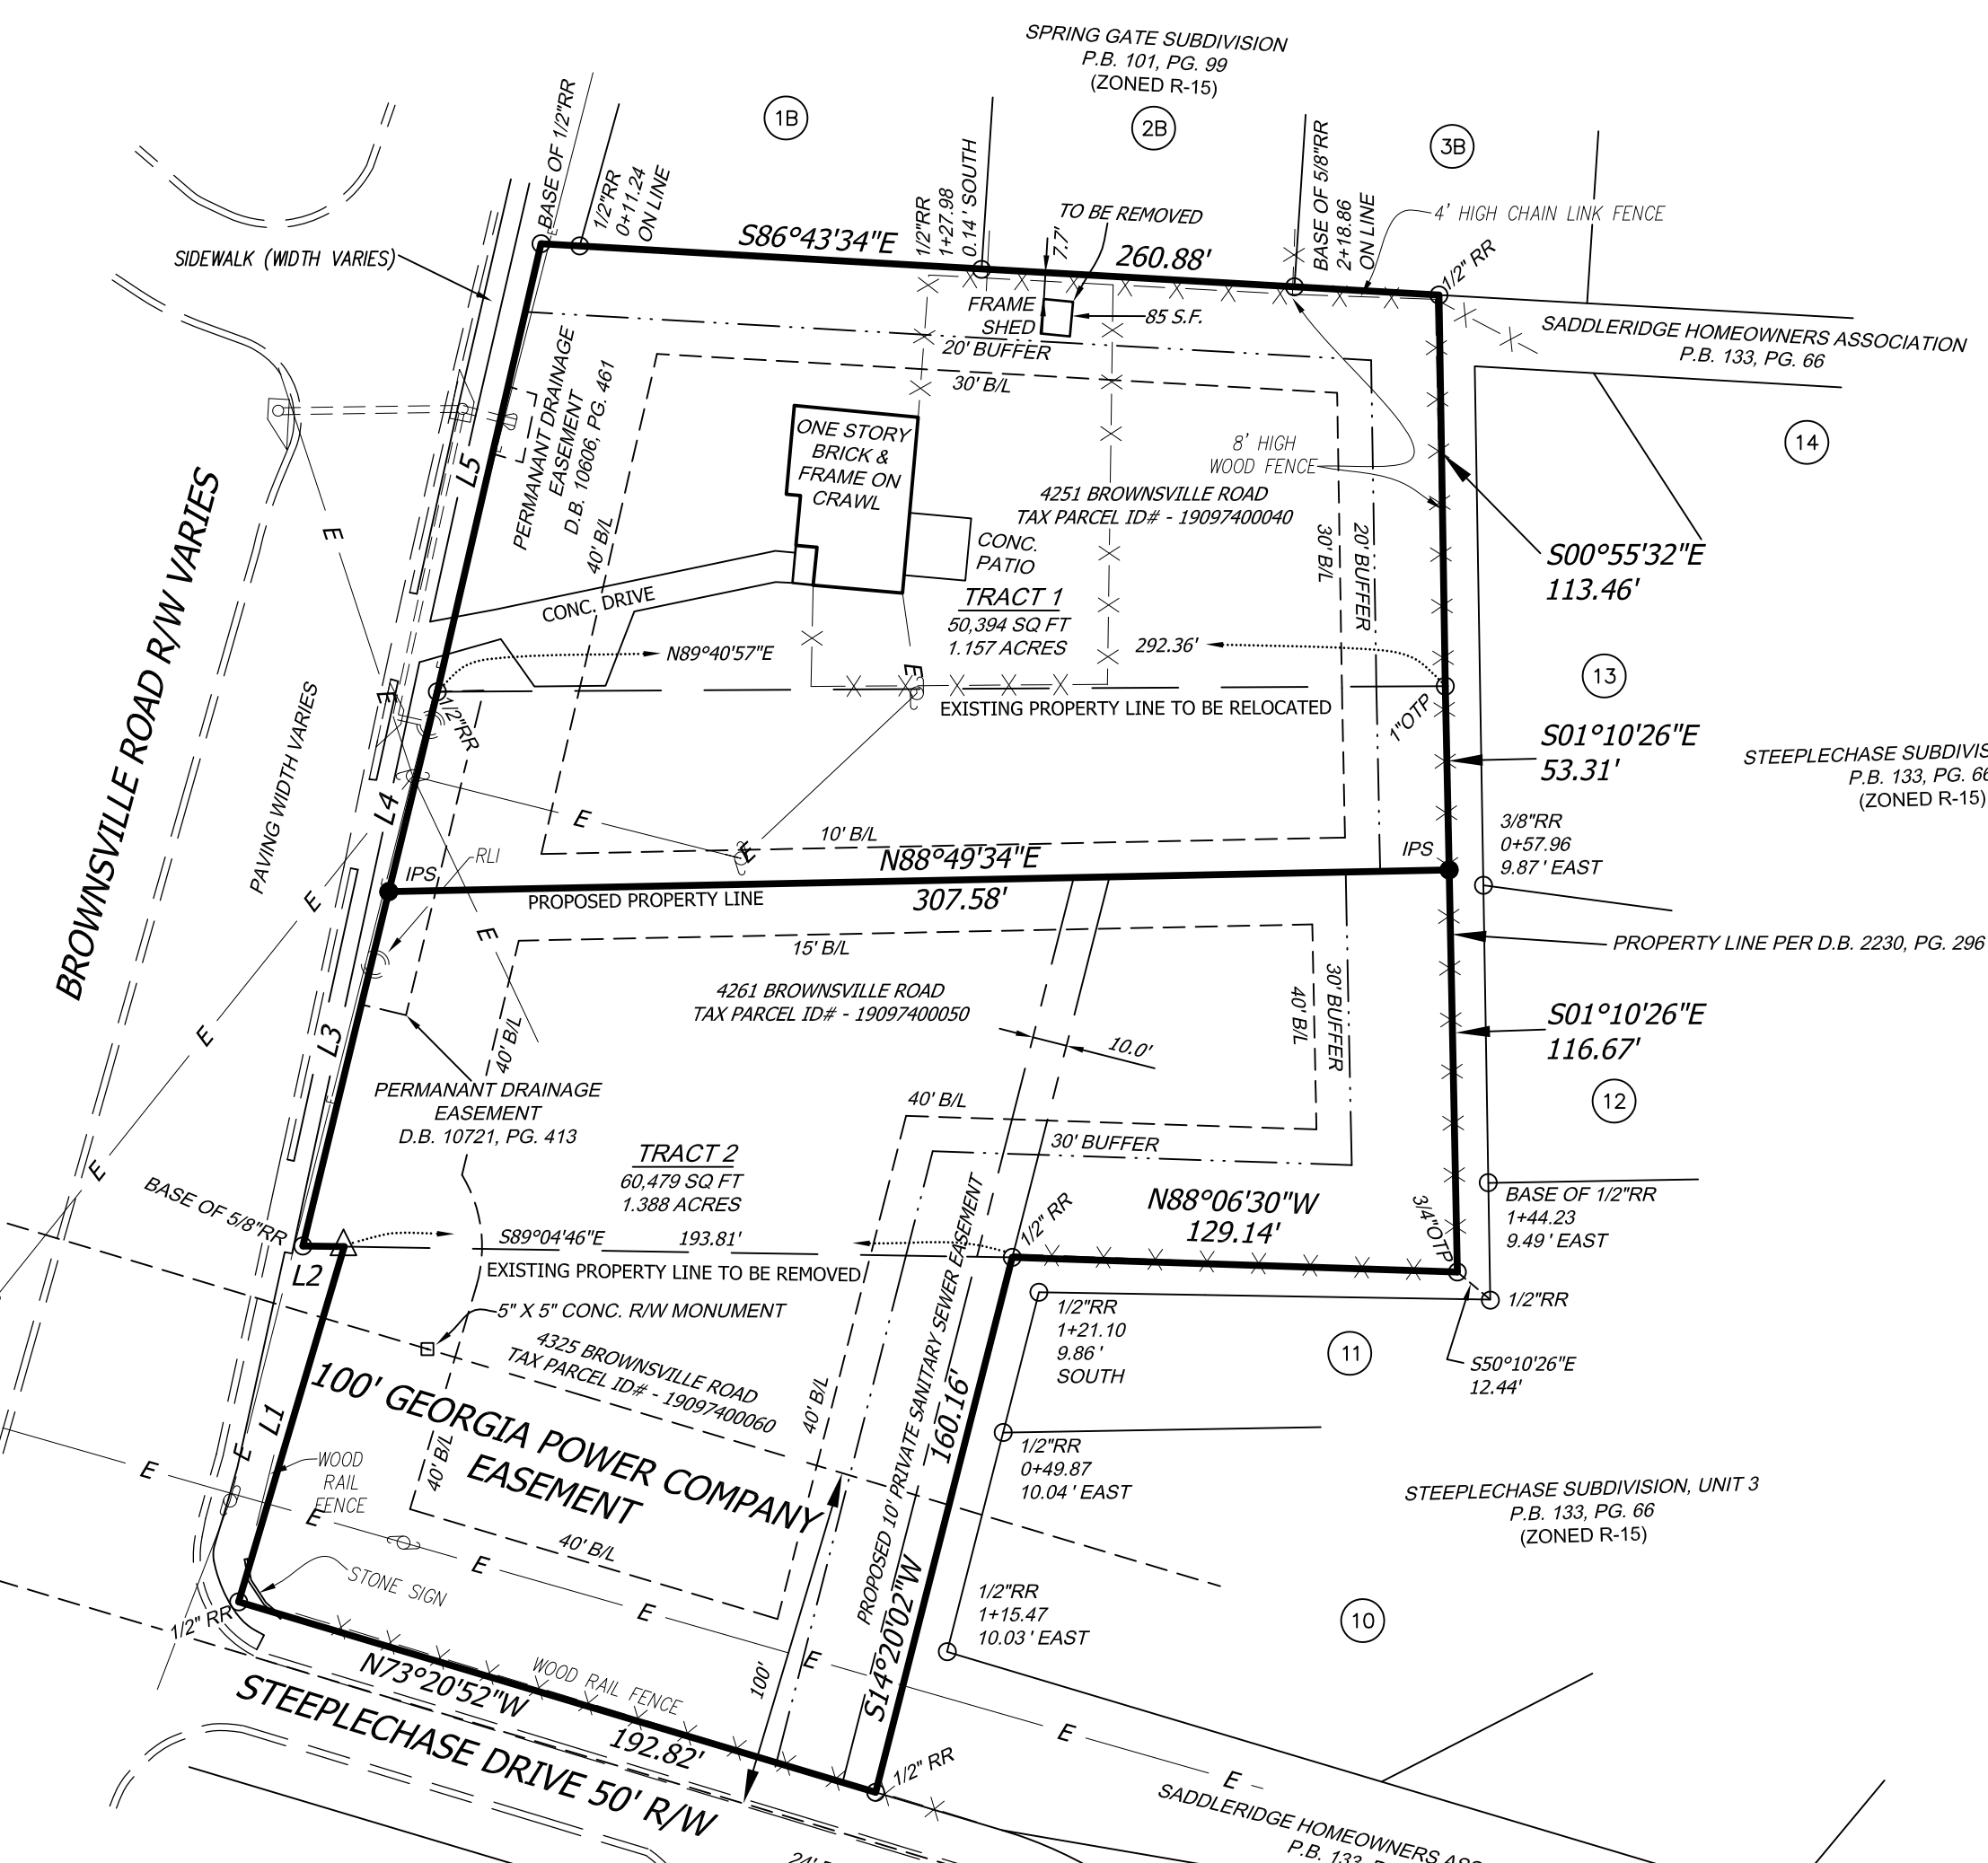 SPRING GATE SUBDIVISION
P.B. 101, PG. 99
(ZONED R-15)
1B
2B
3B
BASE OF 1/2"RR
1/2"RR
0+11.24
ON LINE
1/2"RR
1+27.98
0.14' SOUTH
BASE OF 5/8"RR
2+18.86
ON LINE
TO BE REMOVED
4' HIGH CHAIN LINK FENCE
SIDEWALK (WIDTH VARIES)
S86°43'34"E
7.7'
260.88'
1/2" RR
FRAME
SHED
85 S.F.
SADDLERIDGE HOMEOWNERS ASSOCIATION
P.B. 133, PG. 66
20' BUFFER
30' B/L
PERMANANT DRAINAGE
EASEMENT
D.B. 10606, PG. 461
ONE STORY
BRICK &
FRAME ON
CRAWL
8' HIGH
WOOD FENCE
14
L5
40' B/L
4251 BROWNSVILLE ROAD
TAX PARCEL ID# - 19097400040
30' B/L
20' BUFFER
CONC.
PATIO
E
S00°55'32"E
113.46'
CONC. DRIVE
TRACT 1
50,394 SQ FT
1.157 ACRES
N89°40'57"E
292.36'
13
E
E
1/2"RR
EXISTING PROPERTY LINE TO BE RELOCATED
1"OTP
S01°10'26"E
53.31'
STEEPLECHASE SUBDIVIS
P.B. 133, PG. 66
(ZONED R-15)
BROWNSVILLE ROAD R/W VARIES
PAVING WIDTH VARIES
L4
E
E
10' B/L
3/8"RR
0+57.96
9.87' EAST
RLI
IPS
N88°49'34"E
IPS
PROPOSED PROPERTY LINE
307.58'
E
E
15' B/L
PROPERTY LINE PER D.B. 2230, PG. 296
4261 BROWNSVILLE ROAD
TAX PARCEL ID# - 19097400050
30' BUFFER
40' B/L
S01°10'26"E
116.67'
E
L3
40' B/L
10.0'
PERMANANT DRAINAGE
EASEMENT
D.B. 10721, PG. 413
40' B/L
12
30' BUFFER
E
TRACT 2
60,479 SQ FT
1.388 ACRES
BASE OF 5/8"RR
N88°06'30"W
129.14'
3/4"OTP
BASE OF 1/2"RR
1+44.23
9.49' EAST
1/2" RR
S89°04'46"E
193.81'
L2
EXISTING PROPERTY LINE TO BE REMOVED
1/2"RR
5" X 5" CONC. R/W MONUMENT
1/2"RR
1+21.10
9.86'
SOUTH
11
S50°10'26"E
12.44'
4325 BROWNSVILLE ROAD
TAX PARCEL ID# - 19097400060
100' GEORGIA POWER COMPANY
EASEMENT
40' B/L
PROPOSED 10' PRIVATE SANITARY SEWER EASEMENT
160.16'
L1
E
E
WOOD
RAIL
FENCE
E
40' B/L
1/2"RR
0+49.87
10.04' EAST
STEEPLECHASE SUBDIVISION, UNIT 3
P.B. 133, PG. 66
(ZONED R-15)
40' B/L
E
STONE SIGN
E
1/2"RR
1+15.47
10.03' EAST
10
1/2" RR
S14°20'02"W
E
100'
N73°20'52"W
WOOD RAIL FENCE
192.82'
STEEPLECHASE DRIVE 50' R/W
E
1/2" RR
E
SADDLERIDGE HOMEOWNERS ASSO
P.B. 133,
24'